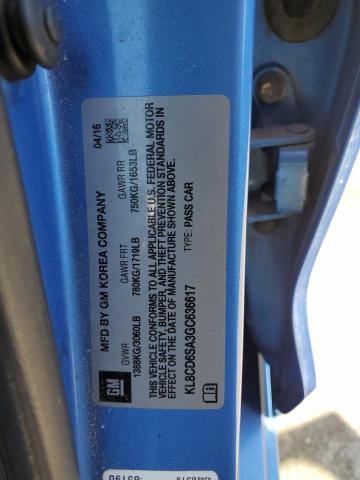 MFD BY GM KOREA COMPANY 04/16
GVWR GAWR FRT GAWR RR
1388KG/3060LB 780KG/1719LB 750KG/1653LB
THIS VEHICLE CONFORMS TO ALL APPLICABLE U.S. FEDERAL MOTOR
VEHICLE SAFETY, BUMPER, AND THEFT PREVENTION STANDARDS IN
EFFECT ON THE DATE OF MANUFACTURE SHOWN ABOVE.
KL8CD6SA3GC636617 TYPE: PASS CAR
GM